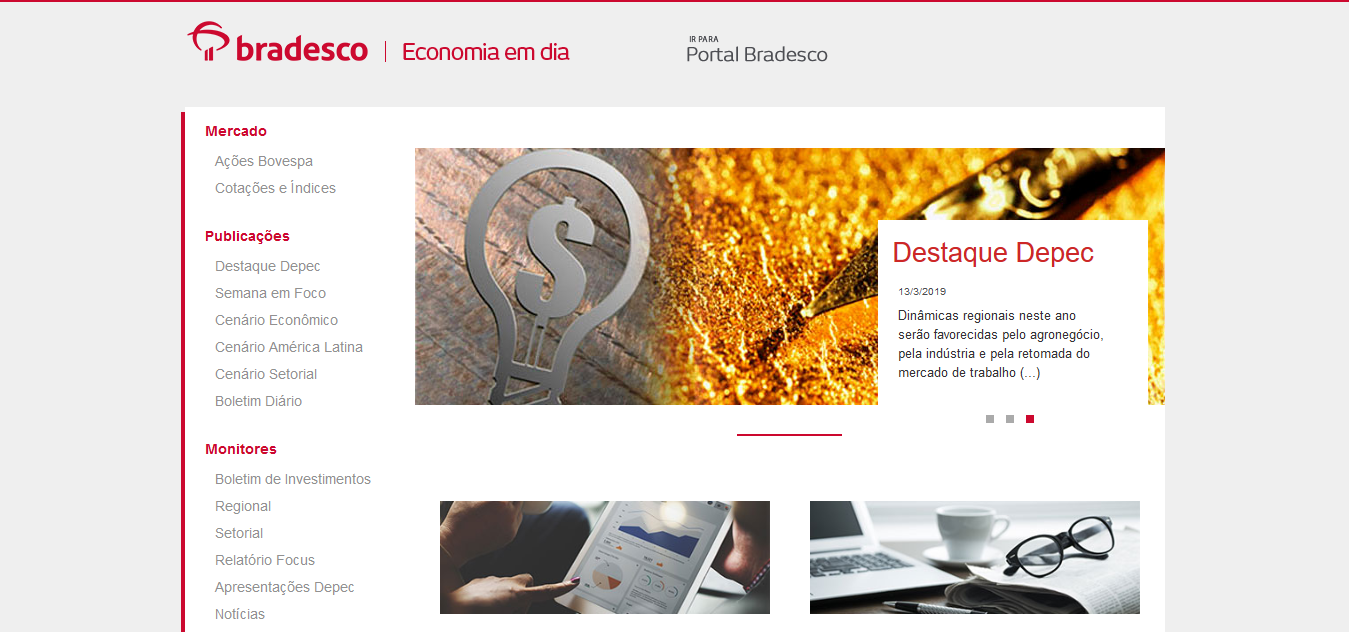 bradesco
Economia em dia
IR PARA
Portal Bradesco
Mercado
Ações Bovespa
Cotações e Índices
Publicações
Destaque Depec
Semana em Foco
Cenário Econômico
Cenário América Latina
Cenário Setorial
Boletim Diário
Monitores
Boletim de Investimentos
Regional
Setorial
Relatório Focus
Apresentações Depec
Notícias
$
Destaque Depec
13/3/2019
Dinâmicas regionais neste ano
serão favorecidas pelo agronegócio,
pela indústria e pela retomada do
mercado de trabalho (...)